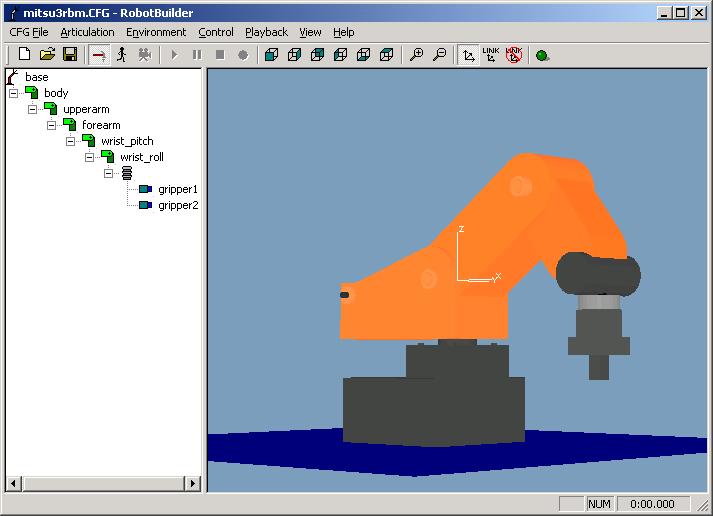 mitsu3rbm.CFG - RobotBuilder
CFG File Articulation Environment Control Playback View Help
LINK LINK
base
body
upperarm
forearm
wrist_pitch
wrist_roll
gripper1
gripper2
Z
Y X
NUM 0:00.000